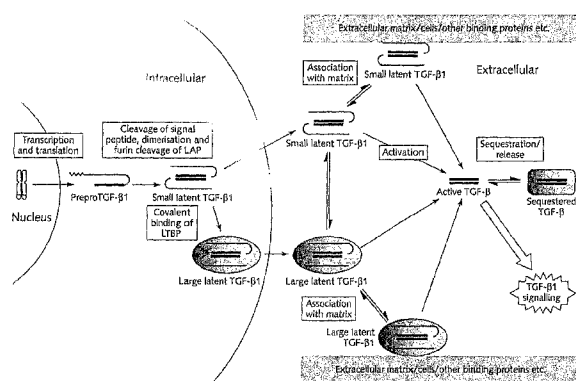 Extracellular matrix/cells/other binding proteins etc.
Intracellular
Extracellular
Association
with matrix
Small latent TGF-β1
Transcription
and translation
Cleavage of signal
peptide, dimerisation and
furin cleavage of LAP
Small latent TGF-β1
Activation
Sequestration/
release
Nucleus
PreproTGF-β1
Small latent TGF-β1
Active TGF-β
Sequestered
TGF-β
Covalent
binding of
LTBP
Large latent TGF-β1
Large latent TGF-β1
TGF-β1
signalling
Association
with matrix
Large latent
TGF-β1
Extracellular matrix/cells/other binding proteins etc.